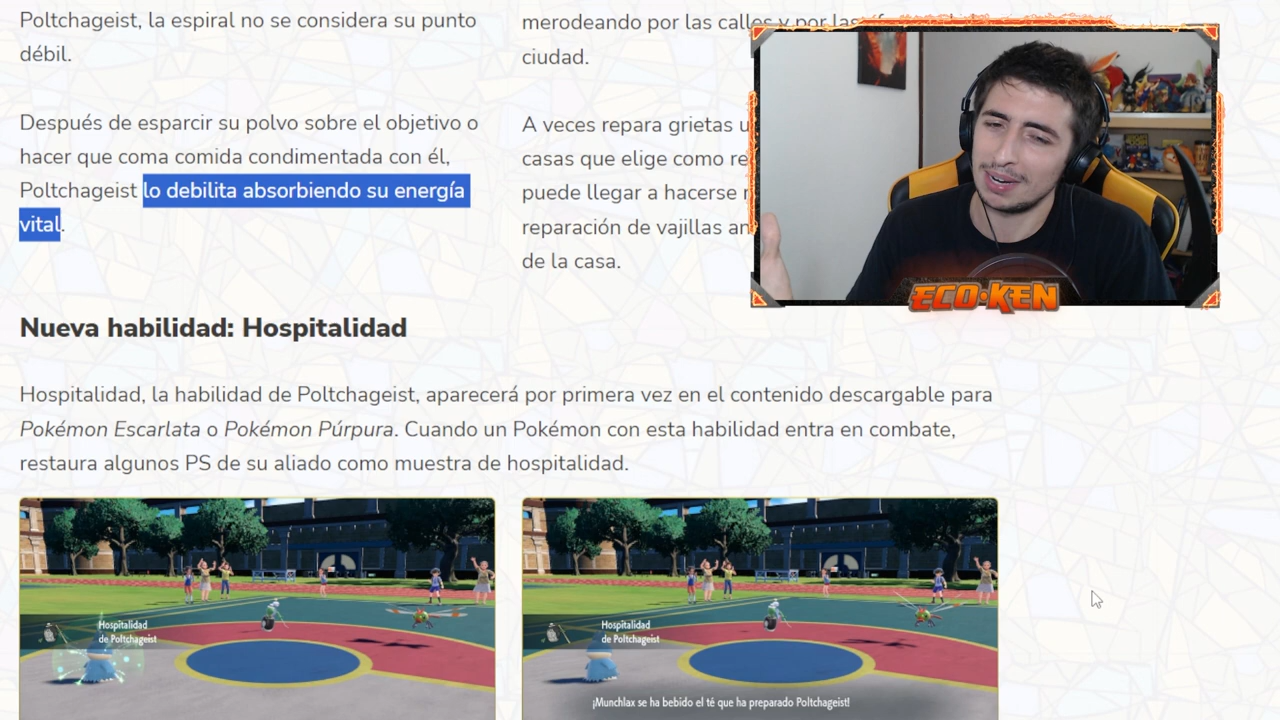 Poltchageist, la espiral no se considera su punto
débil.
Después de esparcir su polvo sobre el objetivo o
hacer que coma comida condimentada con él,
Poltchageist lo debilita absorbiendo su energía
vital.
merodeando por las calles y por las
ciudad.
A veces repara grietas
casas que elige como
puede llegar a hacerse
reparación de vajillas
de la casa.
ECO·KEN
Nueva habilidad: Hospitalidad
Hospitalidad, la habilidad de Poltchageist, aparecerá por primera vez en el contenido descargable para
Pokémon Escarlata o Pokémon Púrpura. Cuando un Pokémon con esta habilidad entra en combate,
restaura algunos PS de su aliado como muestra de hospitalidad.
Hospitalidad
de Poltchageist
Hospitalidad
de Poltchageist
¡Munchlax se ha bebido el té que ha preparado Poltchageist!